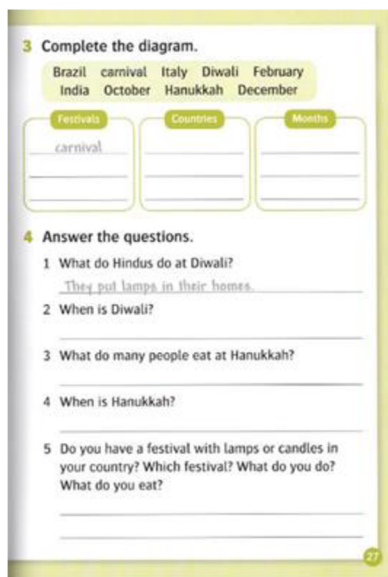 3 Complete the diagram.
Brazil carnival Italy Diwali February
India October Hanukkah December
Festivals Countries Months
carnival
4 Answer the questions.
1 What do Hindus do at Diwali?
They put lamps in their homes.
2 When is Diwali?
3 What do many people eat at Hanukkah?
4 When is Hanukkah?
5 Do you have a festival with lamps or candles in
your country? Which festival? What do you do?
What do you eat?
27